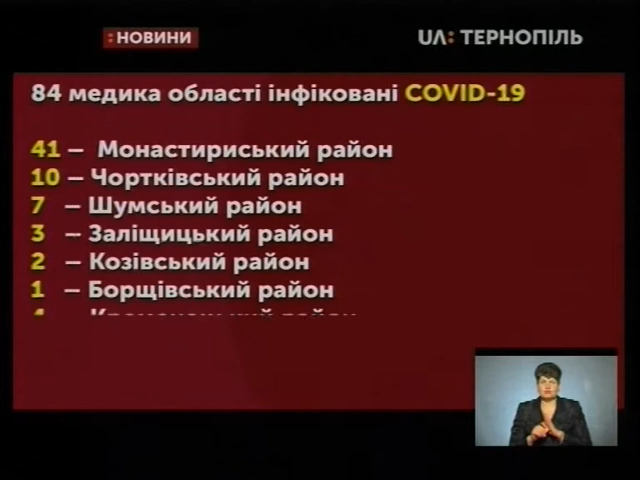 :НОВИНИ
UA: ТЕРНОПІЛЬ
84 медика області інфіковані COVID-19
41 – Монастириський район
10 – Чортківський район
7 – Шумський район
3 – Заліщицький район
2 – Козівський район
1 – Борщівський район